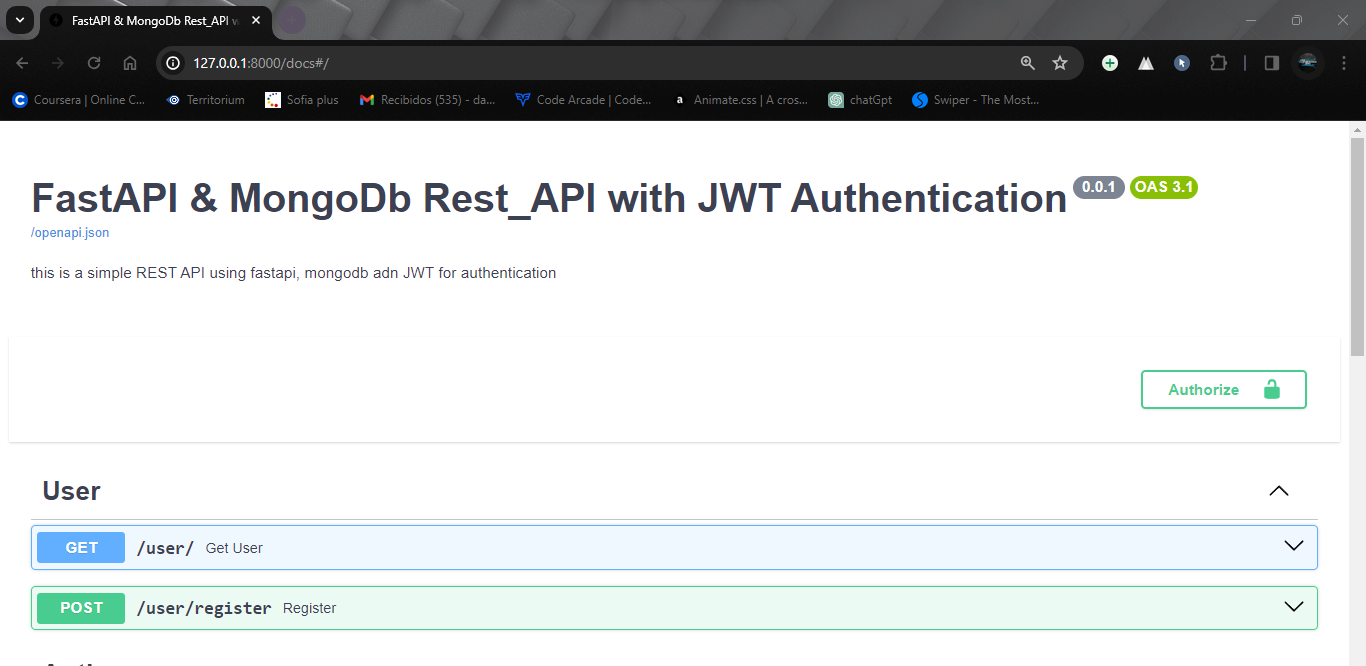 FastAPI & MongoDb Rest_API w
127.0.0.1:8000/docs#/
Coursera | Online C... Territorium Sofia plus Recibidos (535) - da... Code Arcade | Code... Animate.css | A cros... chatGpt Swiper - The Most...
FastAPI & MongoDb Rest_API with JWT Authentication 0.0.1 OAS 3.1
/openapi.json
this is a simple REST API using fastapi, mongodb adn JWT for authentication
Authorize
User
GET /user/ Get User
POST /user/register Register